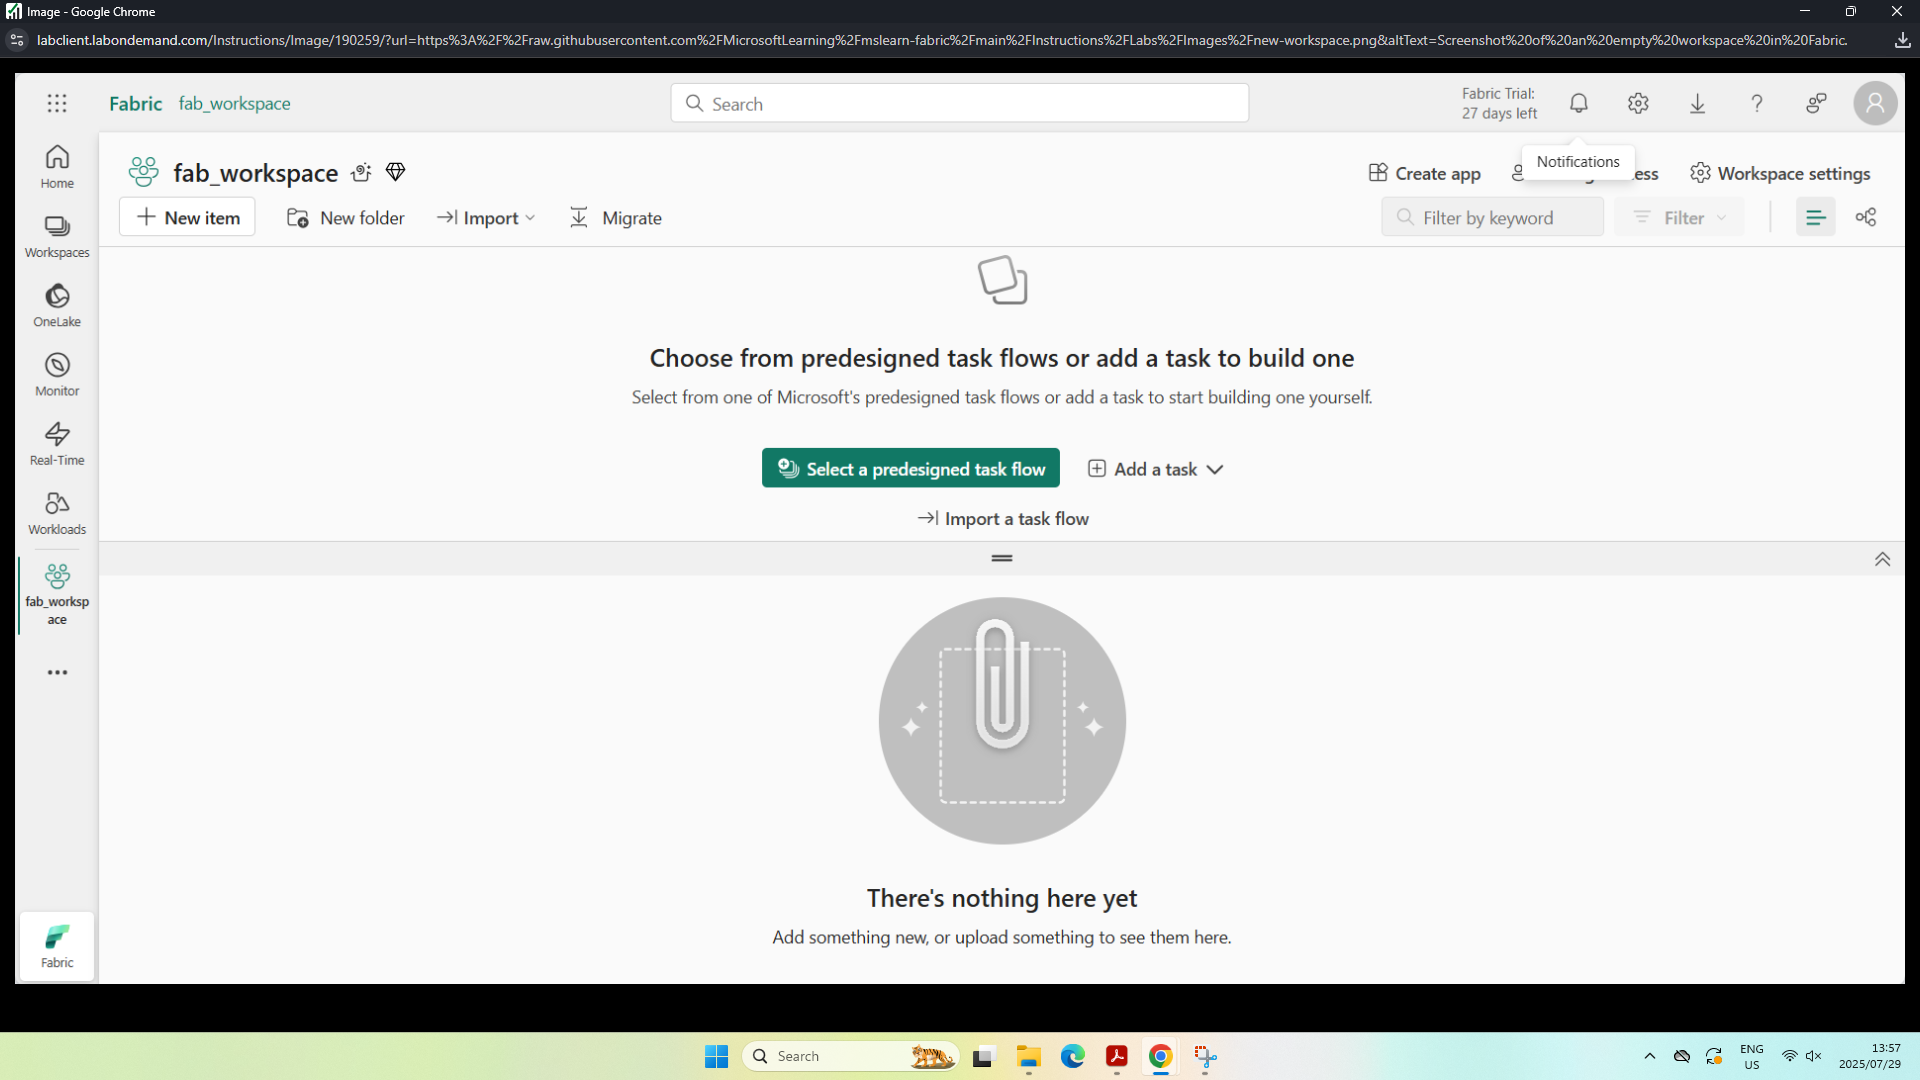 Image - Google Chrome
labclient.labondemand.com/Instructions/Image/190259/?url=https%3A%2F%2Fraw.githubusercontent.com%2FMicrosoftLearning%2Fmslearn-fabric%2Fmain%2FInstructions%2FLabs%2FImages%2Fnew-workspace.png&altText=Screenshot%20of%20an%20empty%20workspace%20in%20Fabric.
Fabric fab_workspace
Search
Fabric Trial:
27 days left
Notifications
Home
Workspaces
OneLake
Monitor
Real-Time
Workloads
fab_worksp
ace
Fabric
fab_workspace
Create app
ess
Workspace settings
New item
New folder
Import
Migrate
Filter by keyword
Filter
Choose from predesigned task flows or add a task to build one
Select from one of Microsoft's predesigned task flows or add a task to start building one yourself.
Select a predesigned task flow
Add a task
Import a task flow
There's nothing here yet
Add something new, or upload something to see them here.
Search
ENG
US
13:57
2025/07/29